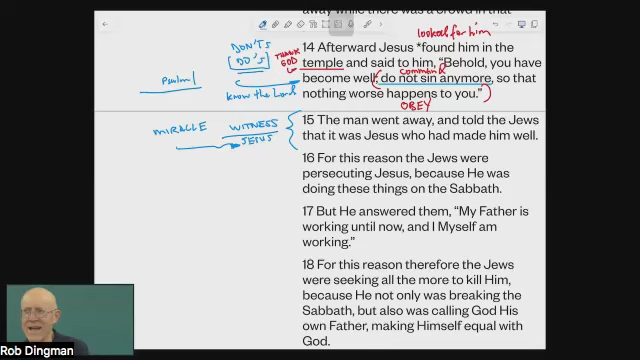 away while there was a crowd in that
looked for him
DON'TS
DO'S
THANK
GOD
14 Afterward Jesus *found him in the
temple and said to him, “Behold, you have
command
become well; do not sin anymore, so that
nothing worse happens to you.”
OBEY
Psalm 1
know the Lord
MIRACLE
WITNESS
JESUS
15 The man went away, and told the Jews
that it was Jesus who had made him well.
16 For this reason the Jews were
persecuting Jesus, because He was
doing these things on the Sabbath.
17 But He answered them, “My Father is
working until now, and I Myself am
working.”
18 For this reason therefore the Jews
were seeking all the more to kill Him,
because He not only was breaking the
Sabbath, but also was calling God His
own Father, making Himself equal with
God.
Rob Dingman